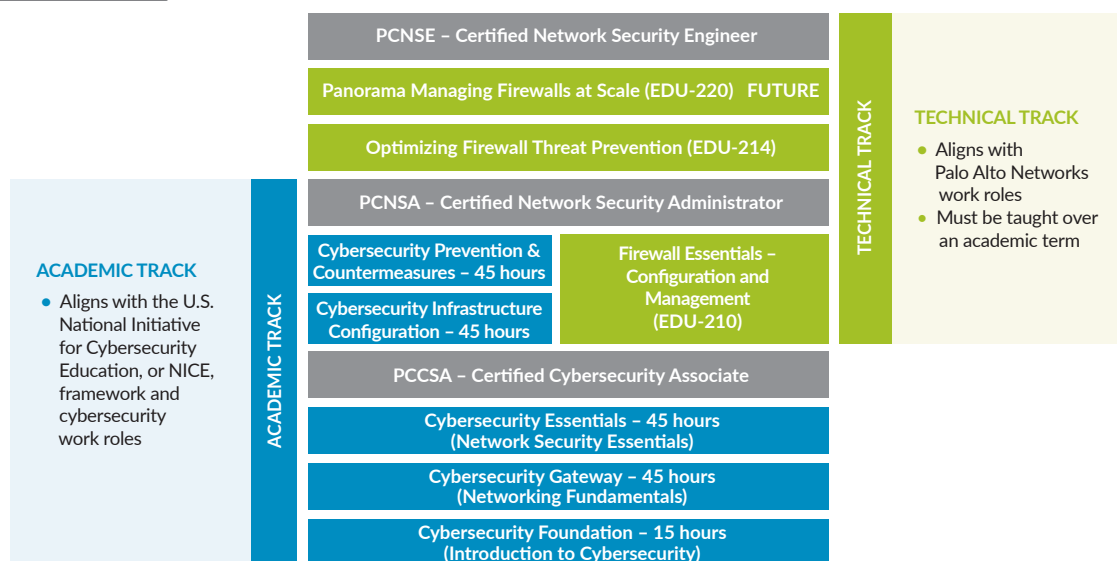 PCNSE – Certified Network Security Engineer
Panorama Managing Firewalls at Scale (EDU-220) FUTURE
Optimizing Firewall Threat Prevention (EDU-214)
PCNSA – Certified Network Security Administrator
Cybersecurity Prevention &
Countermeasures – 45 hours
Cybersecurity Infrastructure
Configuration – 45 hours
Firewall Essentials –
Configuration and
Management
(EDU-210)
PCCSA – Certified Cybersecurity Associate
Cybersecurity Essentials – 45 hours
(Network Security Essentials)
Cybersecurity Gateway – 45 hours
(Networking Fundamentals)
Cybersecurity Foundation – 15 hours
(Introduction to Cybersecurity)
TECHNICAL TRACK
TECHNICAL TRACK
• Aligns with
Palo Alto Networks
work roles
• Must be taught over
an academic term
ACADEMIC TRACK
• Aligns with the U.S.
National Initiative
for Cybersecurity
Education, or NICE,
framework and
cybersecurity
work roles
ACADEMIC TRACK